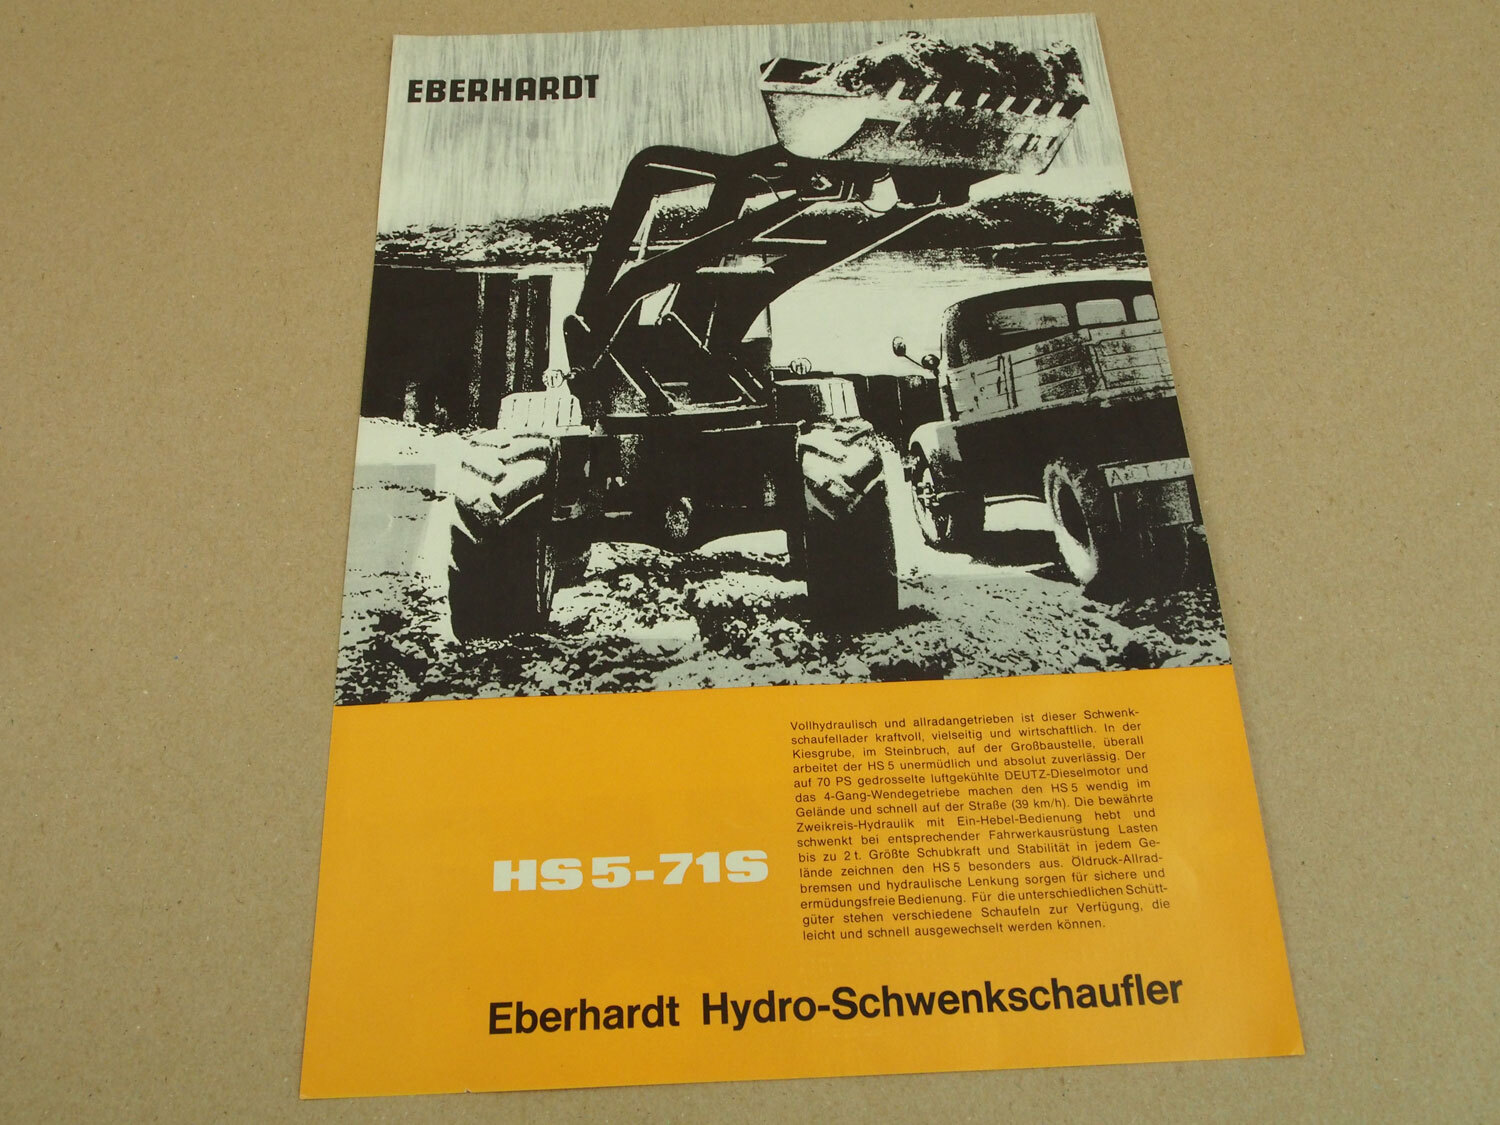 EBERHARDT
Vollhydraulisch und allradangetrieben ist dieser Schwenk-
schaufellader kraftvoll, vielseitig und wirtschaftlich. In der
Kiesgrube, im Steinbruch, auf der Großbaustelle, überall
arbeitet der HS 5 unermüdlich und absolut zuverlässig. Der
auf 70 PS gedrosselte luftgekühlte DEUTZ-Dieselmotor und
das 4-Gang-Wendegetriebe machen den HS 5 wendig im
Gelände und schnell auf der Straße (39 km/h). Die bewährte
Zweikreis-Hydraulik mit Ein-Hebel-Bedienung hebt und
schwenkt bei entsprechender Fahrwerkausrüstung Lasten
bis zu 2 t. Größte Schubkraft und Stabilität in jedem Ge-
lände zeichnen den HS 5 besonders aus. Öldruck-Allrad-
bremsen und hydraulische Lenkung sorgen für sichere und
ermüdungsfreie Bedienung. Für die unterschiedlichen Schütt-
güter stehen verschiedene Schaufeln zur Verfügung, die
leicht und schnell ausgewechselt werden können.
HS 5-71S
Eberhardt Hydro-Schwenkschaufler